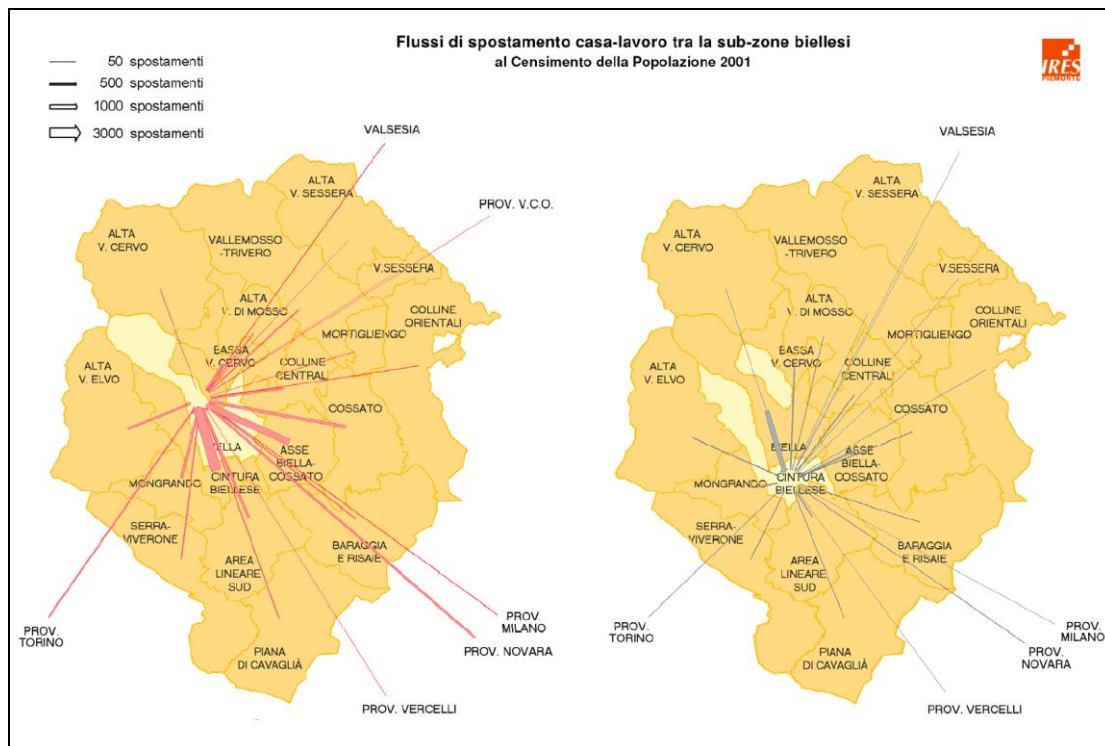 Flussi di spostamento casa-lavoro tra la sub-zone biellesi
al Censimento della Popolazione 2001
IRES
PIEMONTE
50 spostamenti
500 spostamenti
1000 spostamenti
3000 spostamenti
VALSESIA
PROV. V.C.O.
ALTA
V. SESSERA
ALTA
V. CERVO
VALLEMOSSO
-TRIVERO
V.SESSERA
ALTA
V. DI MOSSO
COLLINE
ORIENTALI
MORTIGLIENGO
BASSA
V. CERVO
COLLINE
CENTRALI
ALTA
V. ELVO
COSSATO
ASSE
BIELLA-
COSSATO
CINTURA
BIELLESE
MONGRANDO
SERRA-
VIVERONE
AREA
LINEARE
SUD
BARAGGIA
E RISAIE
PIANA
DI CAVAGLIÀ
PROV.
TORINO
PROV.
MILANO
PROV. NOVARA
PROV. VERCELLI
VALSESIA
ALTA
V. SESSERA
ALTA
V. CERVO
VALLEMOSSO
-TRIVERO
V.SESSERA
ALTA
V. DI MOSSO
COLLINE
ORIENTALI
MORTIGLIENGO
BASSA
V. CERVO
COLLINE
CENTRALI
ALTA
V. ELVO
COSSATO
BIELLA
ASSE
BIELLA-
COSSATO
CINTURA
BIELLESE
MONGRANDO
SERRA-
VIVERONE
AREA
LINEARE
SUD
BARAGGIA
E RISAIE
PIANA
DI CAVAGLIÀ
PROV.
TORINO
PROV.
MILANO
PROV.
NOVARA
PROV. VERCELLI